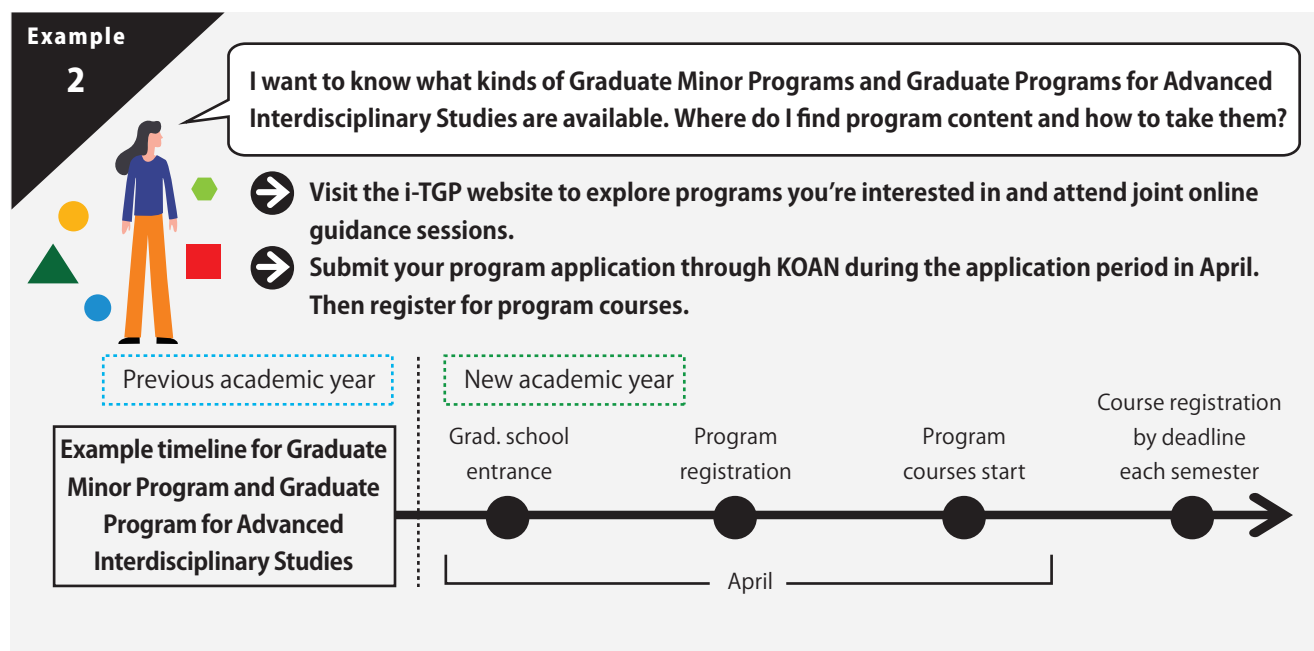 Example
2
I want to know what kinds of Graduate Minor Programs and Graduate Programs for Advanced
Interdisciplinary Studies are available. Where do I find program content and how to take them?
Visit the i-TGP website to explore programs you're interested in and attend joint online
guidance sessions.
Submit your program application through KOAN during the application period in April.
Then register for program courses.
Previous academic year
New academic year
Example timeline for Graduate
Minor Program and Graduate
Program for Advanced
Interdisciplinary Studies
Grad. school
entrance
Program
registration
Program
courses start
Course registration
by deadline
each semester
April